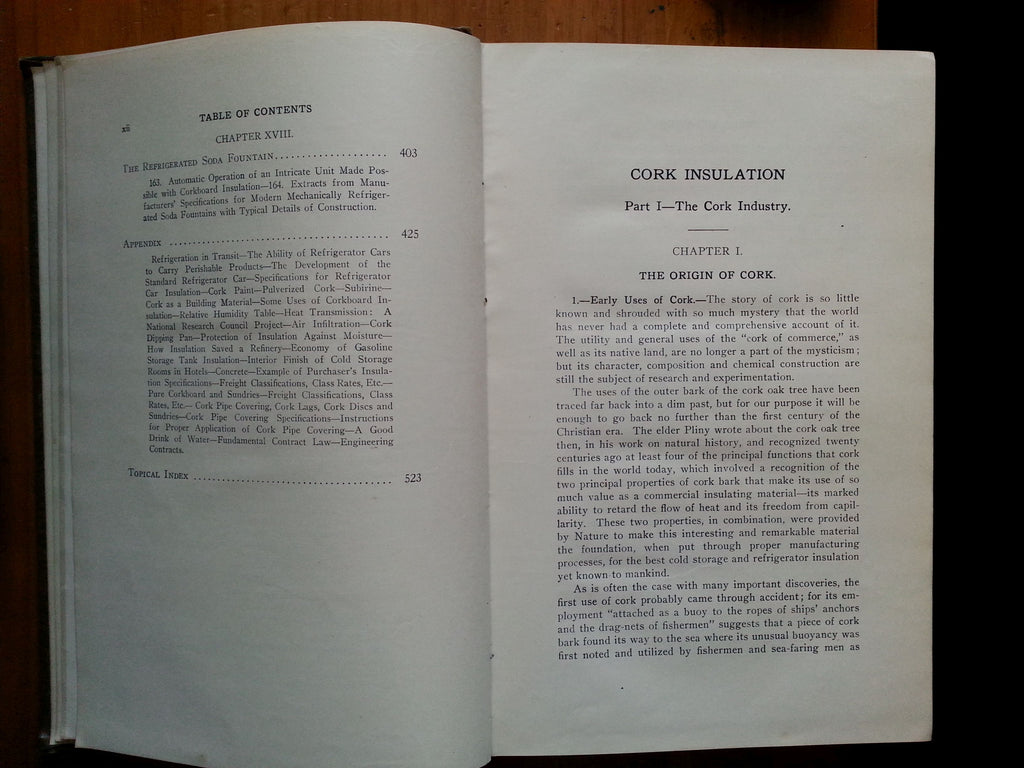 xii
TABLE OF CONTENTS
CHAPTER XVIII.
The Refrigerated Soda Fountain.................... 403
163. Automatic Operation of an Intricate Unit Made Pos-
sible with Corkboard Insulation—164. Extracts from Manu-
facturers' Specifications for Modern Mechanically Refriger-
ated Soda Fountains with Typical Details of Construction.
Appendix ........................................ 425
Refrigeration in Transit—The Ability of Refrigerator Cars
to Carry Perishable Products—The Development of the
Standard Refrigerator Car—Specifications for Refrigerator
Car Insulation—Cork Paint—Pulverized Cork—Subirine—
Cork as a Building Material—Some Uses of Corkboard In-
sulation—Relative Humidity Table—Heat Transmission: A
National Research Council Project—Air Infiltration—Cork
Dipping Pan—Protection of Insulation Against Moisture—
How Insulation Saved a Refinery—Economy of Gasoline
Storage Tank Insulation—Interior Finish of Cold Storage
Rooms in Hotels—Concrete—Example of Purchaser's Insula-
tion Specifications—Freight Classifications, Class Rates, Etc.—
Pure Corkboard and Sundries—Freight Classifications, Class
Rates, Etc.— Cork Pipe Covering, Cork Lags, Cork Discs and
Sundries—Cork Pipe Covering Specifications—Instructions
for Proper Application of Cork Pipe Covering—A Good
Drink of Water—Fundamental Contract Law—Engineering
Contracts.
Topical Index .................................... 523
CORK INSULATION
Part I—The Cork Industry.
CHAPTER I.
THE ORIGIN OF CORK.
1.—Early Uses of Cork.—The story of cork is so little
known and shrouded with so much mystery that the world
has never had a complete and comprehensive account of it.
The utility and general uses of the "cork of commerce," as
well as its native land, are no longer a part of the mysticism;
but its character, composition and chemical construction are
still the subject of research and experimentation.
The uses of the outer bark of the cork oak tree have been
traced far back into a dim past, but for our purpose it will be
enough to go back no further than the first century of the
Christian era. The elder Pliny wrote about the cork oak tree
then, in his work on natural history, and recognized twenty
centuries ago at least four of the principal functions that cork
fills in the world today, which involved a recognition of the
two principal properties of cork bark that make its use of so
much value as a commercial insulating material—its marked
ability to retard the flow of heat and its freedom from capil-
larity. These two properties, in combination, were provided
by Nature to make this interesting and remarkable material
the foundation, when put through proper manufacturing
processes, for the best cold storage and refrigerator insulation
yet known to mankind.
As is often the case with many important discoveries, the
first use of cork probably came through accident; for its em-
ployment "attached as a buoy to the ropes of ships' anchors
and the drag-nets of fishermen" suggests that a piece of cork
bark found its way to the sea where its unusual buoyancy was
first noted and utilized by fishermen and sea-faring men as